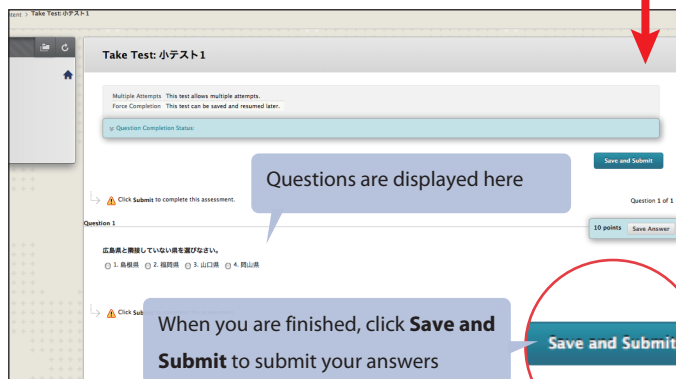 tent > Take Test: 小テスト1
Take Test: 小テスト1
Multiple Attempts This test allows multiple attempts.
Force Completion This test can be saved and resumed later.
Question Completion Status:
Save and Submit
Questions are displayed here
Click Submit to complete this assessment.
Question 1 of 1
Question 1
10 points Save Answer
広島県と隣接していない県を選びなさい。
1. 島根県 2. 福岡県 3. 山口県 4. 岡山県
Click Sub
When you are finished, click Save and
Submit to submit your answers
Save and Submit